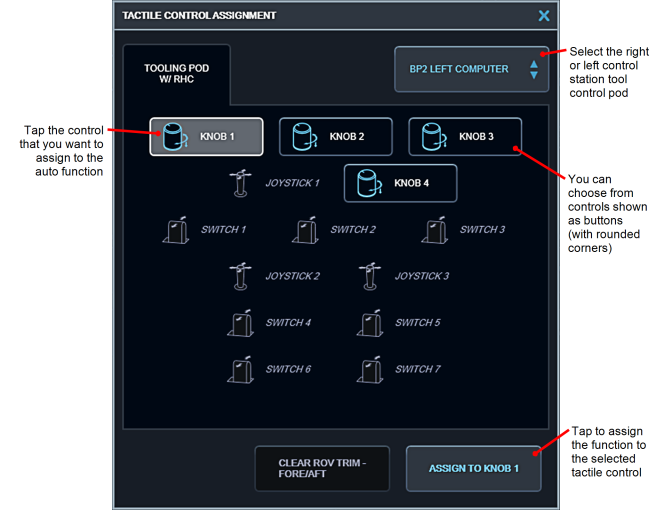 TACTILE CONTROL ASSIGNMENT
TOOLING POD
W/ RHC
BP2 LEFT COMPUTER
Select the right
or left control
station tool
control pod
Tap the control
that you want to
assign to the
auto function
KNOB 1
KNOB 2
KNOB 3
You can
choose from
controls shown
as buttons
(with rounded
corners)
JOYSTICK 1
KNOB 4
SWITCH 1
SWITCH 2
SWITCH 3
JOYSTICK 2
JOYSTICK 3
SWITCH 4
SWITCH 5
SWITCH 6
SWITCH 7
CLEAR ROV TRIM -
FORE/AFT
ASSIGN TO KNOB 1
Tap to assign
the function to
the selected
tactile control